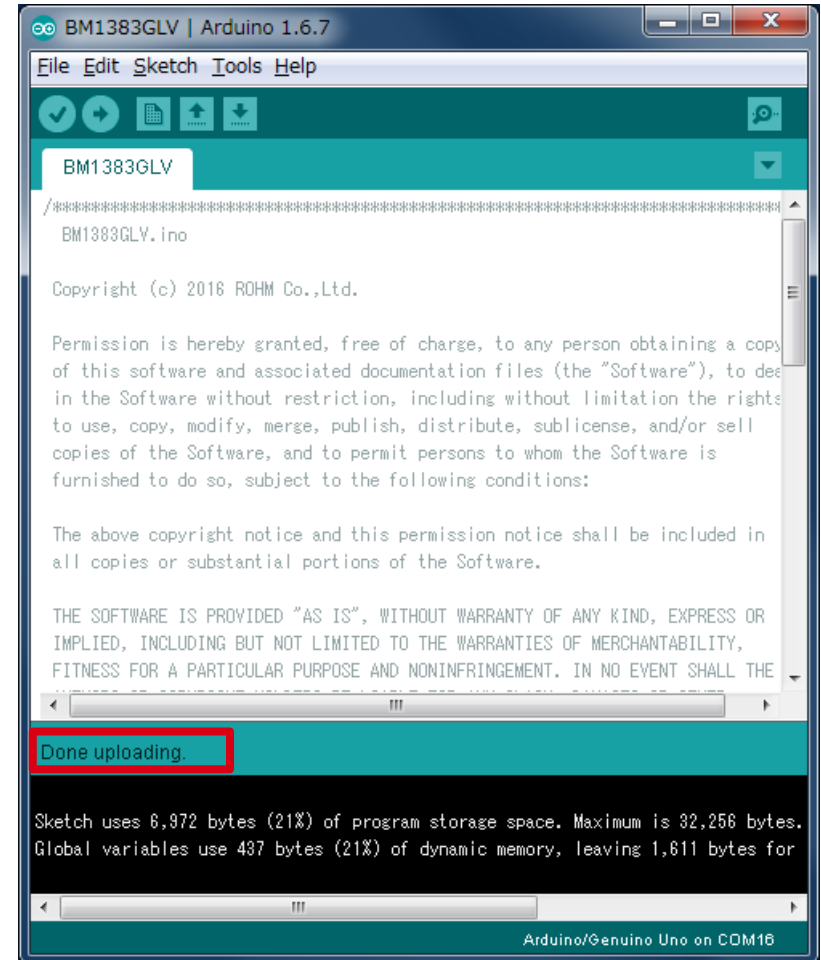 BM1383GLV | Arduino 1.6.7
File Edit Sketch Tools Help
BM1383GLV
/****************************************************************************
BM1383GLV.ino
Copyright (c) 2016 ROHM Co.,Ltd.
Permission is hereby granted, free of charge, to any person obtaining a copy
of this software and associated documentation files (the "Software"), to dea
in the Software without restriction, including without limitation the rights
to use, copy, modify, merge, publish, distribute, sublicense, and/or sell
copies of the Software, and to permit persons to whom the Software is
furnished to do so, subject to the following conditions:
The above copyright notice and this permission notice shall be included in
all copies or substantial portions of the Software.
THE SOFTWARE IS PROVIDED "AS IS", WITHOUT WARRANTY OF ANY KIND, EXPRESS OR
IMPLIED, INCLUDING BUT NOT LIMITED TO THE WARRANTIES OF MERCHANTABILITY,
FITNESS FOR A PARTICULAR PURPOSE AND NONINFRINGEMENT. IN NO EVENT SHALL THE
Done uploading.
Sketch uses 6,972 bytes (21%) of program storage space. Maximum is 32,256 bytes.
Global variables use 437 bytes (21%) of dynamic memory, leaving 1,611 bytes for
Arduino/Genuino Uno on COM16